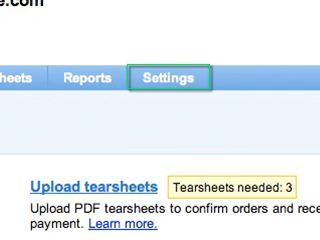 e.com
heets Reports Settings
Upload tearsheets Tearsheets needed: 3
Upload PDF tearsheets to confirm orders and rece
payment. Learn more.